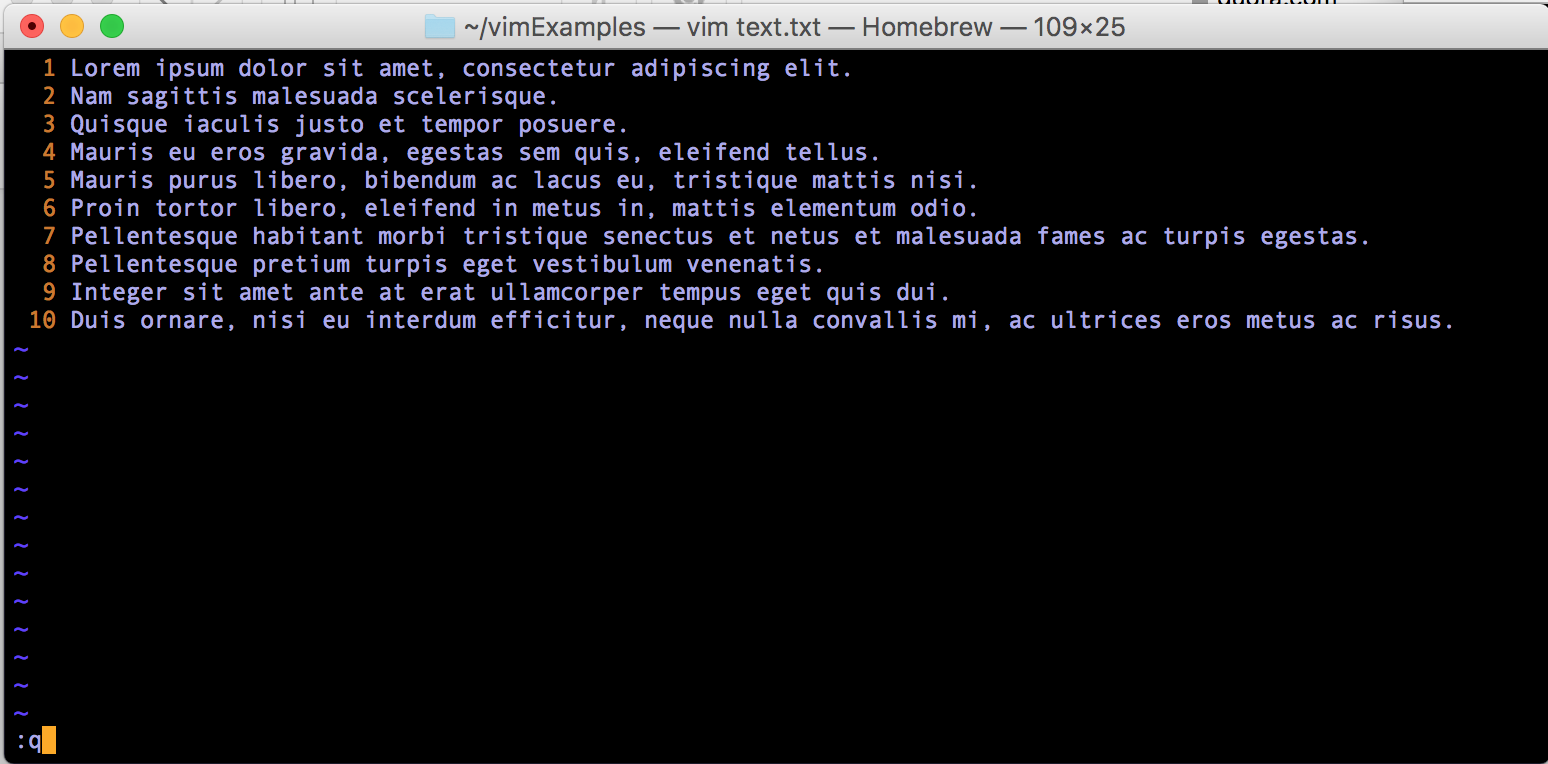 ~/vimExamples — vim text.txt — Homebrew — 109×25
1 Lorem ipsum dolor sit amet, consectetur adipiscing elit.
2 Nam sagittis malesuada scelerisque.
3 Quisque iaculis justo et tempor posuere.
4 Mauris eu eros gravida, egestas sem quis, eleifend tellus.
5 Mauris purus libero, bibendum ac lacus eu, tristique mattis nisi.
6 Proin tortor libero, eleifend in metus in, mattis elementum odio.
7 Pellentesque habitant morbi tristique senectus et netus et malesuada fames ac turpis egestas.
8 Pellentesque pretium turpis eget vestibulum venenatis.
9 Integer sit amet ante at erat ullamcorper tempus eget quis dui.
10 Duis ornare, nisi eu interdum efficitur, neque nulla convallis mi, ac ultrices eros metus ac risus.
~
~
~
~
~
~
~
~
~
~
~
~
~
~
:q